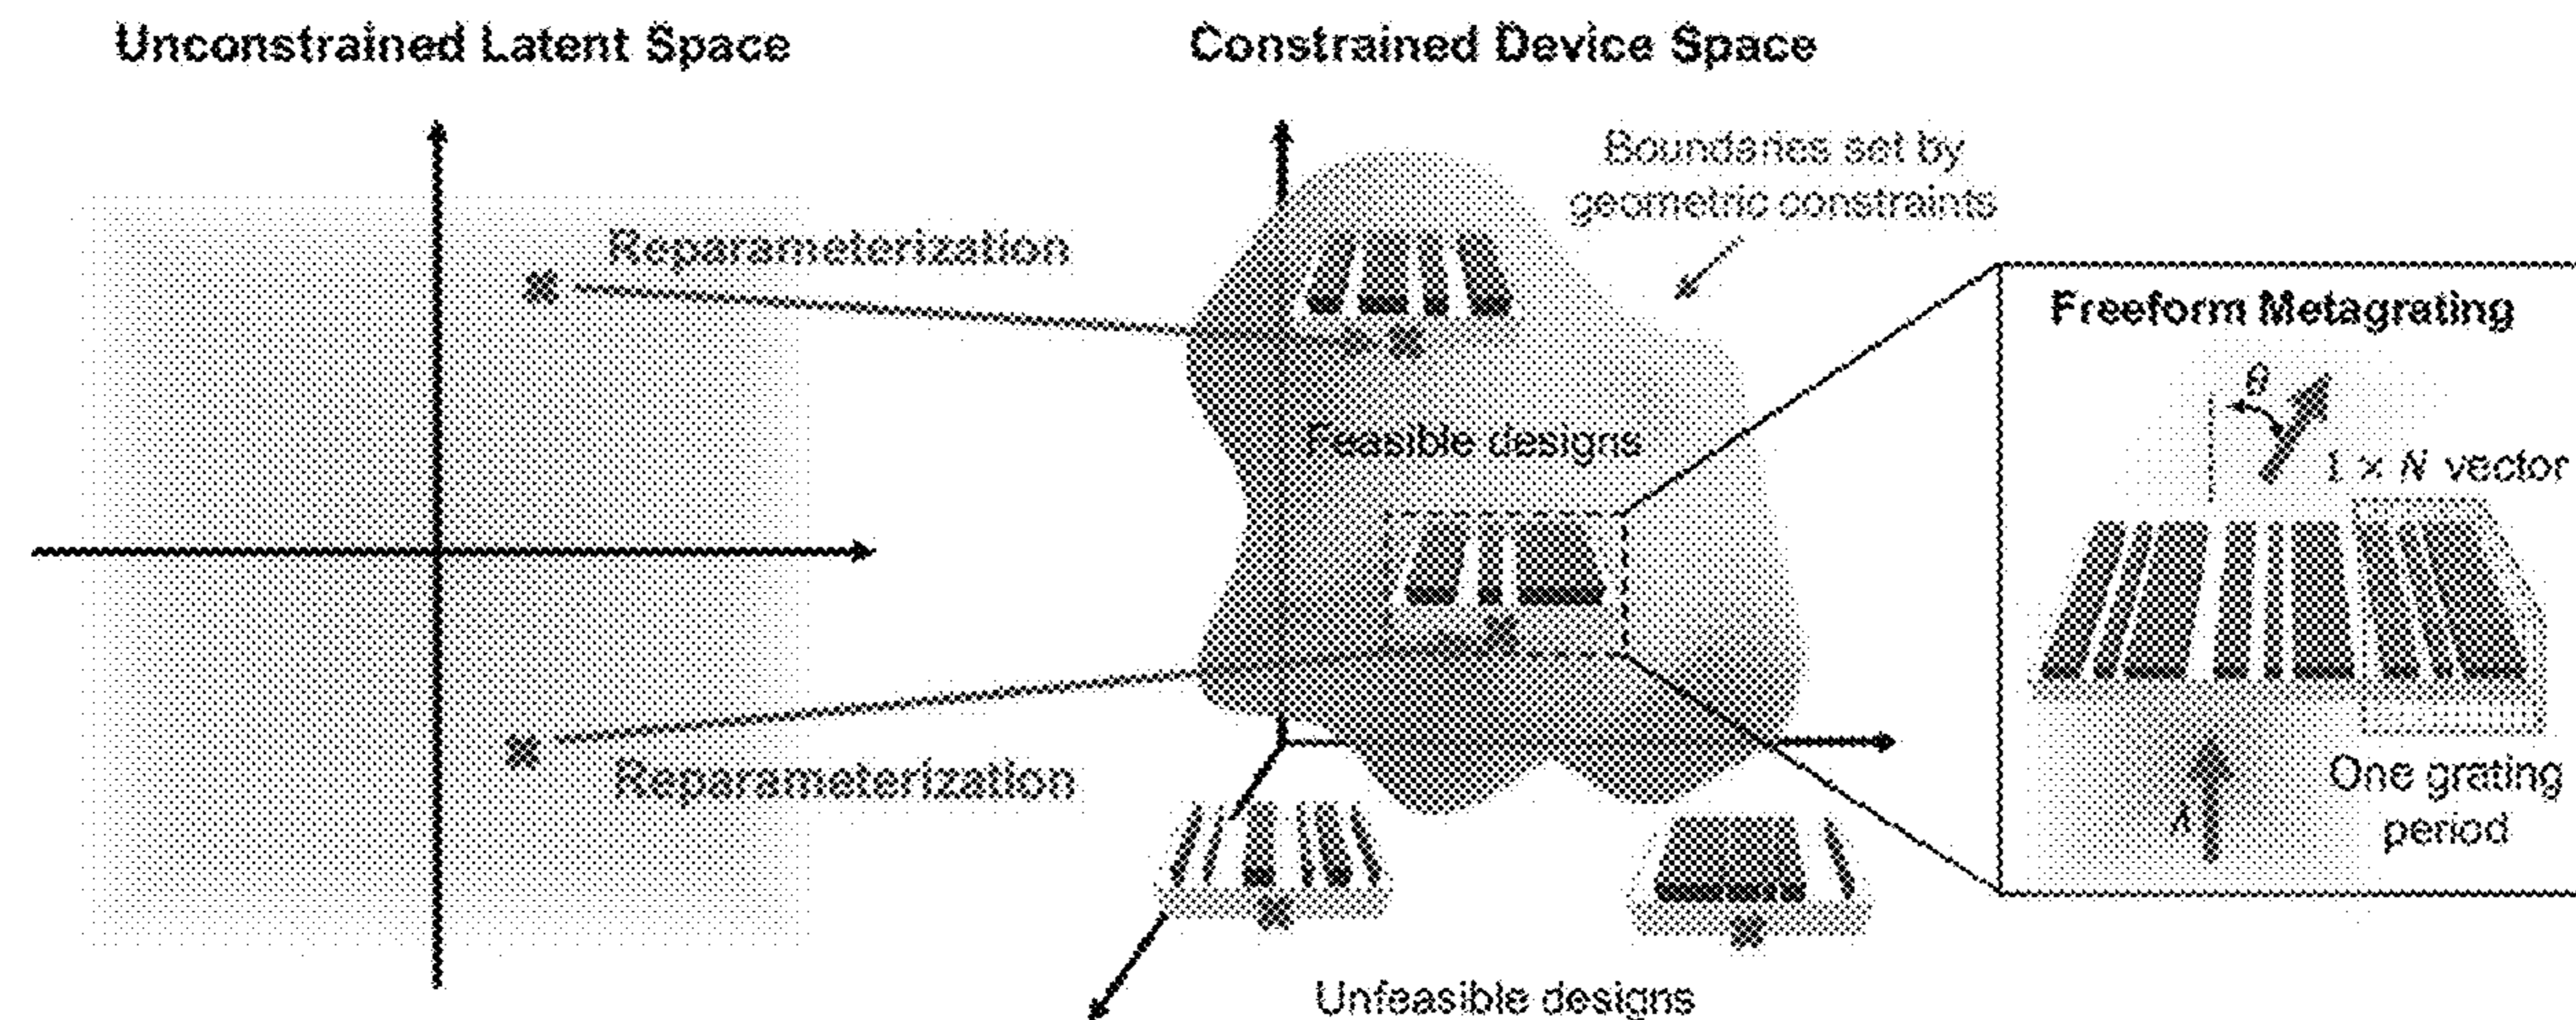 Unconstrained Latent Space
Constrained Device Space
Boundaries set by
geometric constraints
Reparameterization
Feasible designs
Reparameterization
Unfeasible designs
Freeform Metagrating
θ
1 × N vector
One grating
period
λ